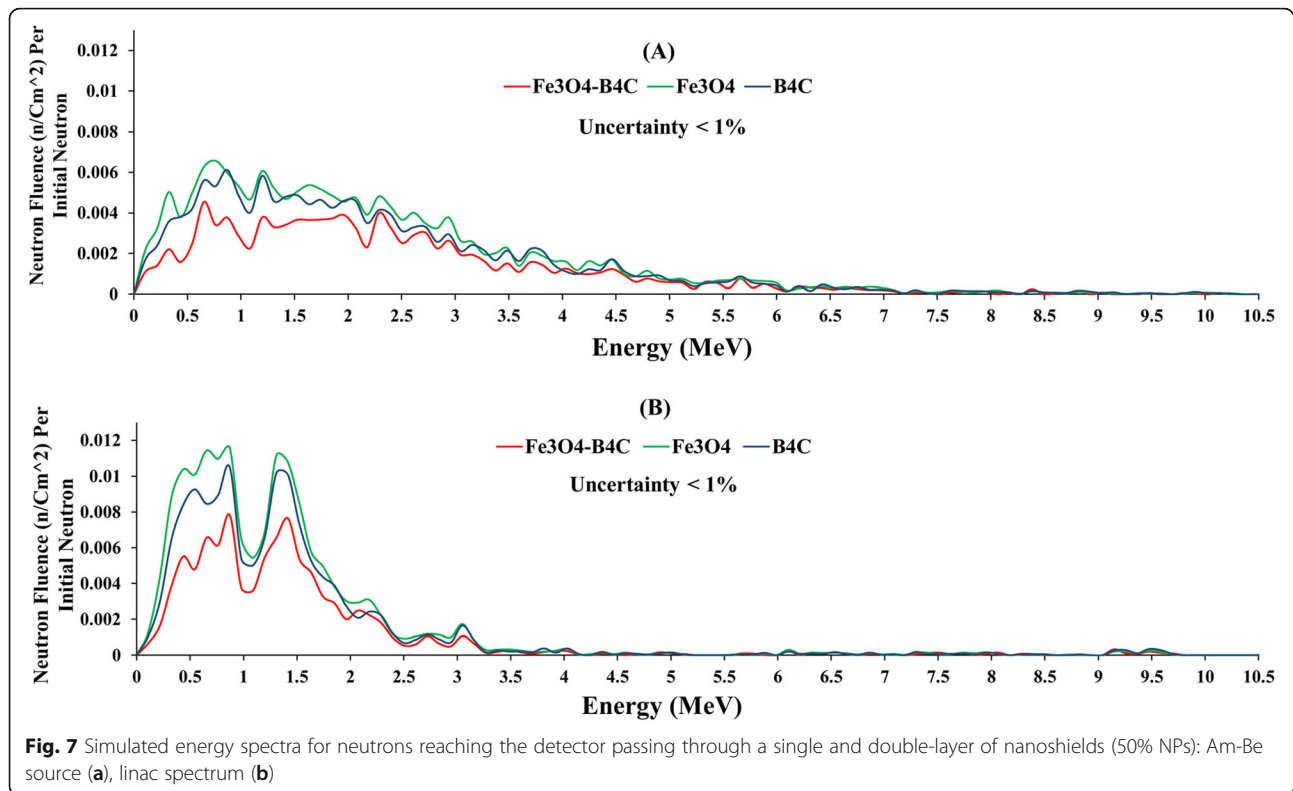 (A)
Fe3O4-B4C Fe3O4 B4C
Uncertainty < 1%
Neutron Fluence (n/Cm^2) Per
Initial Neutron
0.012
0.01
0.008
0.006
0.004
0.002
0
0 0.5 1 1.5 2 2.5 3 3.5 4 4.5 5 5.5 6 6.5 7 7.5 8 8.5 9 9.5 10 10.5
Energy (MeV)
(B)
Fe3O4-B4C Fe3O4 B4C
Uncertainty < 1%
Neutron Fluence (n/Cm^2) Per
Initial Neutron
0.012
0.01
0.008
0.006
0.004
0.002
0
0 0.5 1 1.5 2 2.5 3 3.5 4 4.5 5 5.5 6 6.5 7 7.5 8 8.5 9 9.5 10 10.5
Energy (MeV)
Fig. 7 Simulated energy spectra for neutrons reaching the detector passing through a single and double-layer of nanoshields (50% NPs): Am-Be
source (a), linac spectrum (b)